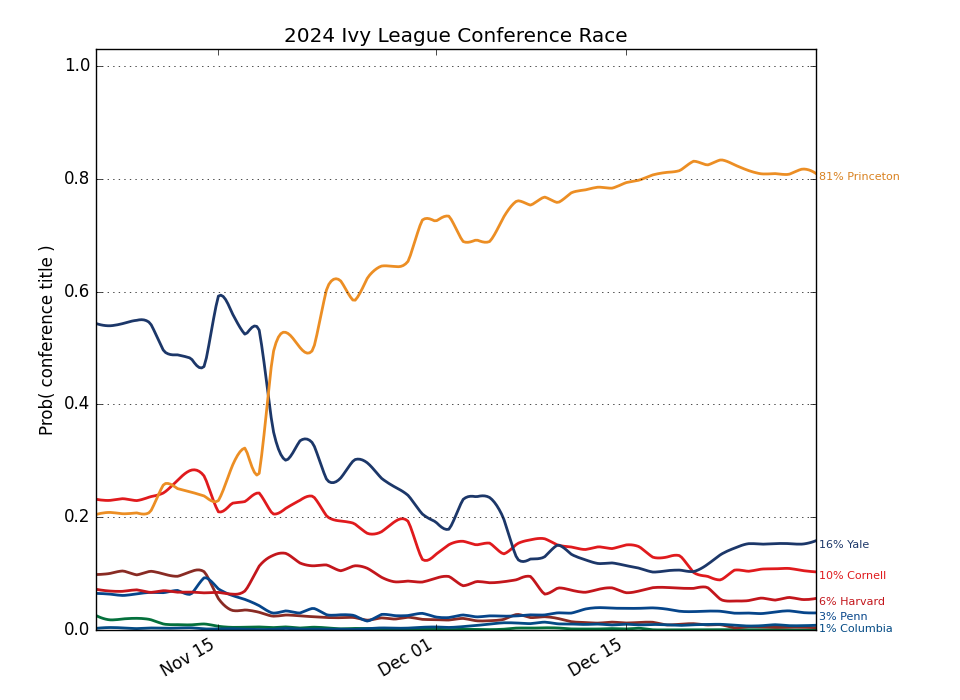 2024 Ivy League Conference Race
Prob( conference title )
1.0
0.8
0.6
0.4
0.2
0.0
Nov 15
Dec 01
Dec 15
81% Princeton
16% Yale
10% Cornell
6% Harvard
3% Penn
1% Columbia